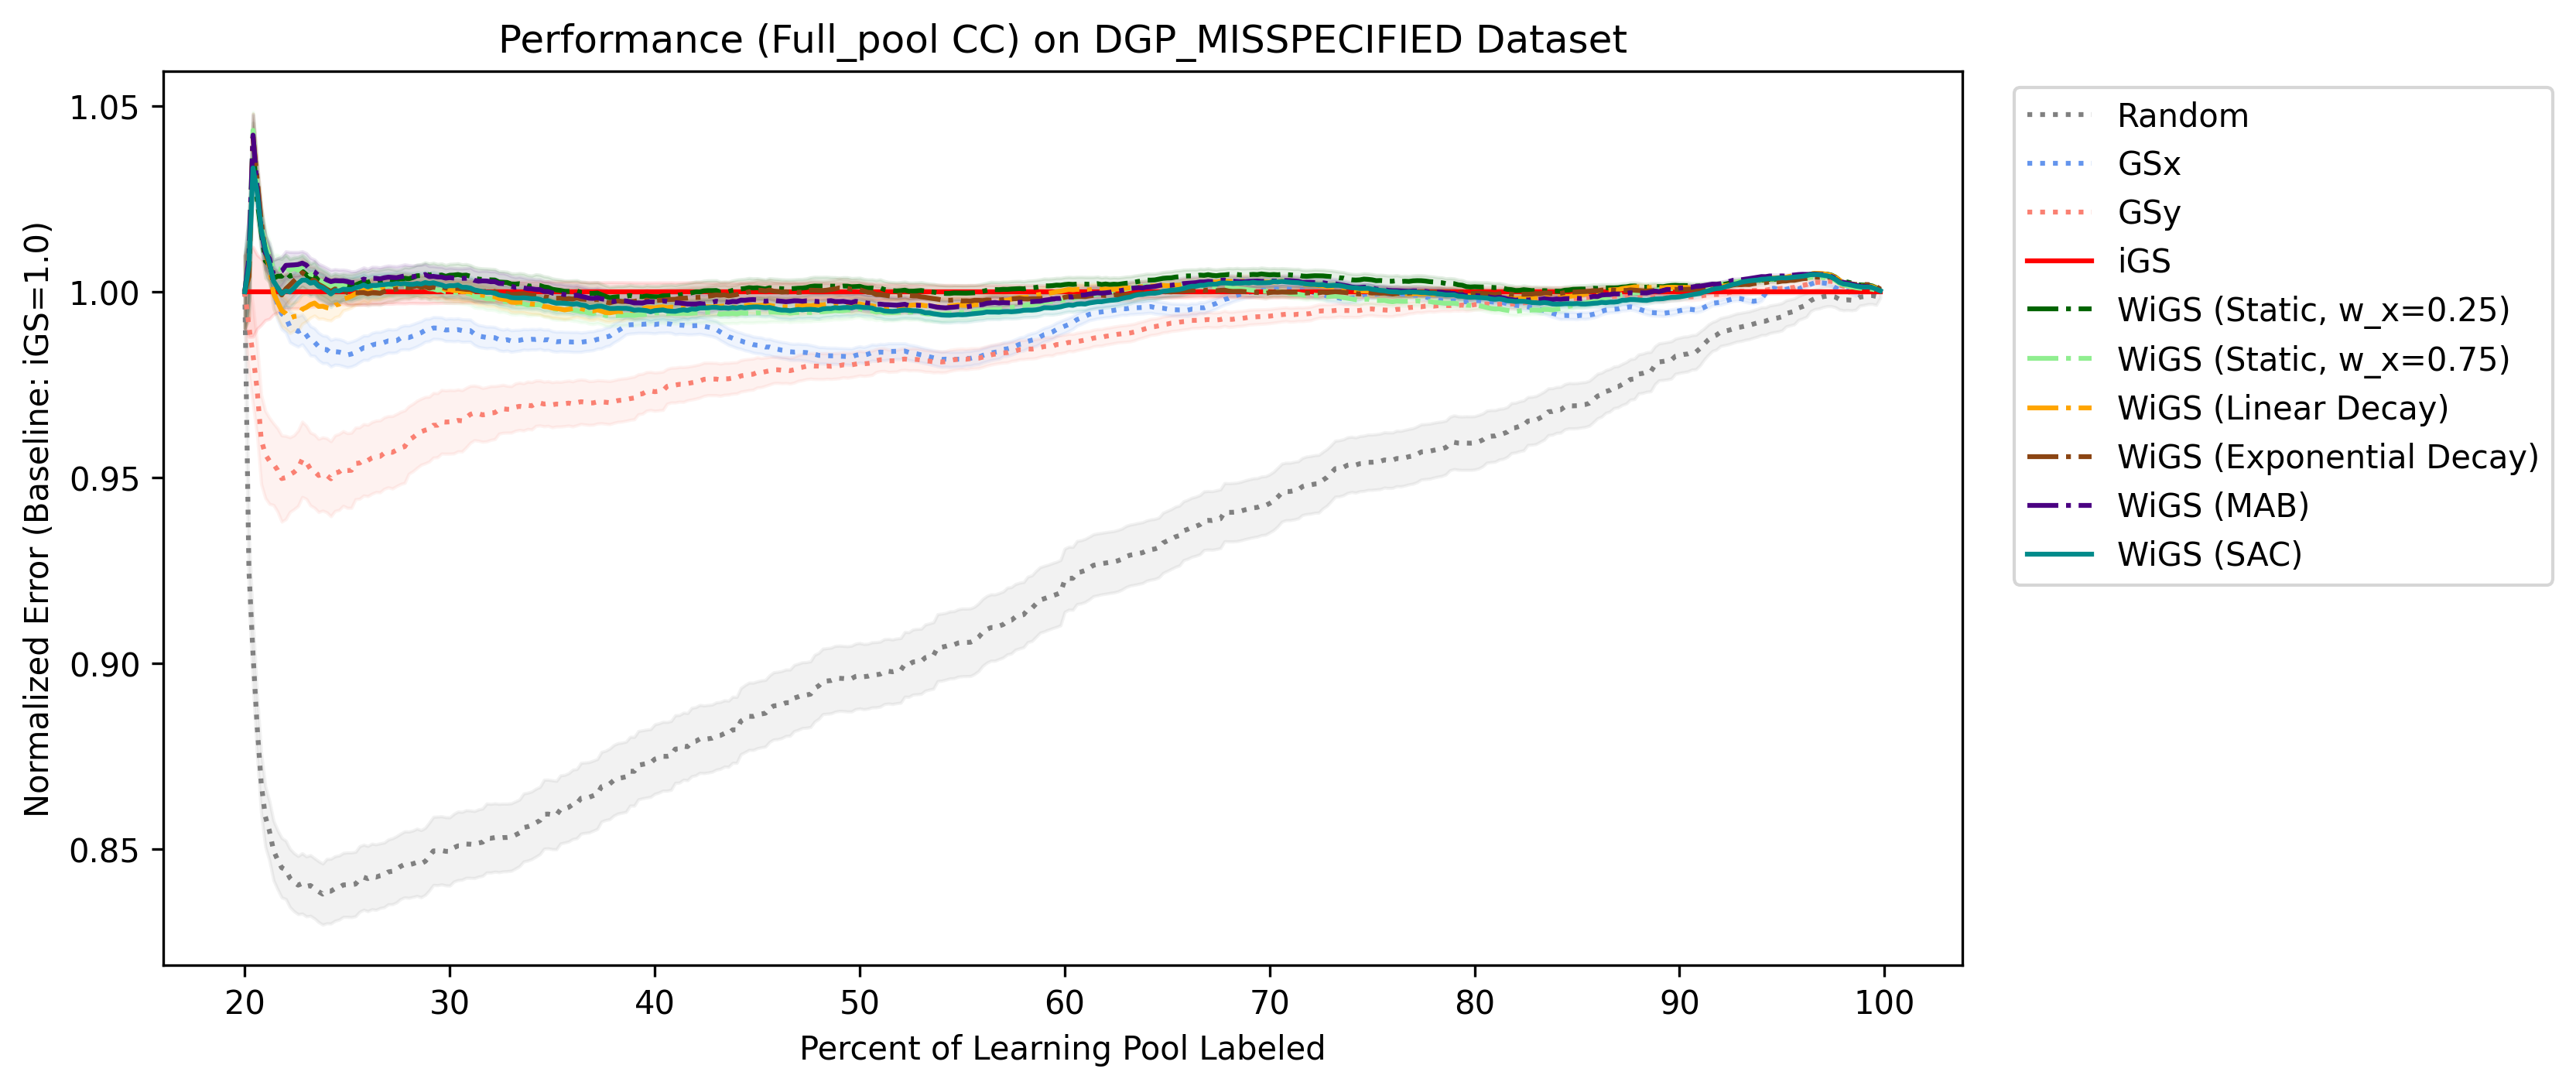 Performance (Full_pool CC) on DGP_MISSPECIFIED Dataset
Normalized Error (Baseline: iGS=1.0)
1.05
1.00
0.95
0.90
0.85
20 30 40 50 60 70 80 90 100
Percent of Learning Pool Labeled
Random
GSx
GSy
iGS
WiGS (Static, w_x=0.25)
WiGS (Static, w_x=0.75)
WiGS (Linear Decay)
WiGS (Exponential Decay)
WiGS (MAB)
WiGS (SAC)